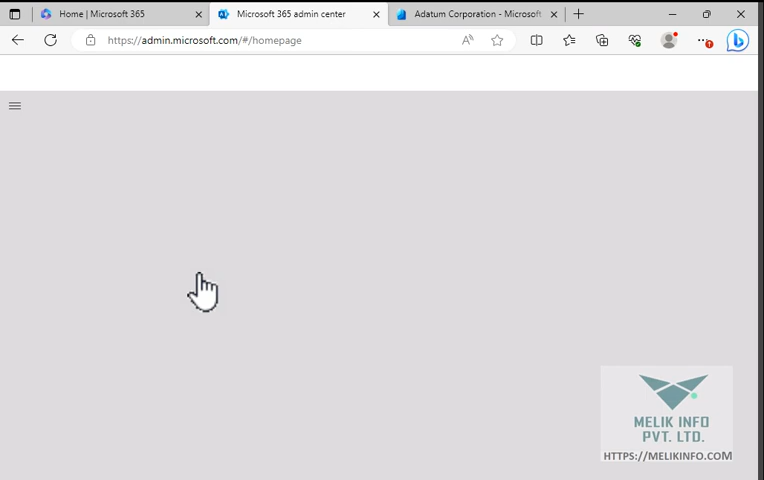 Home | Microsoft 365
Microsoft 365 admin center
Adatum Corporation - Microsoft
https://admin.microsoft.com/#/homepage
MELIK INFO
PVT. LTD.
HTTPS://MELIKINFO.COM